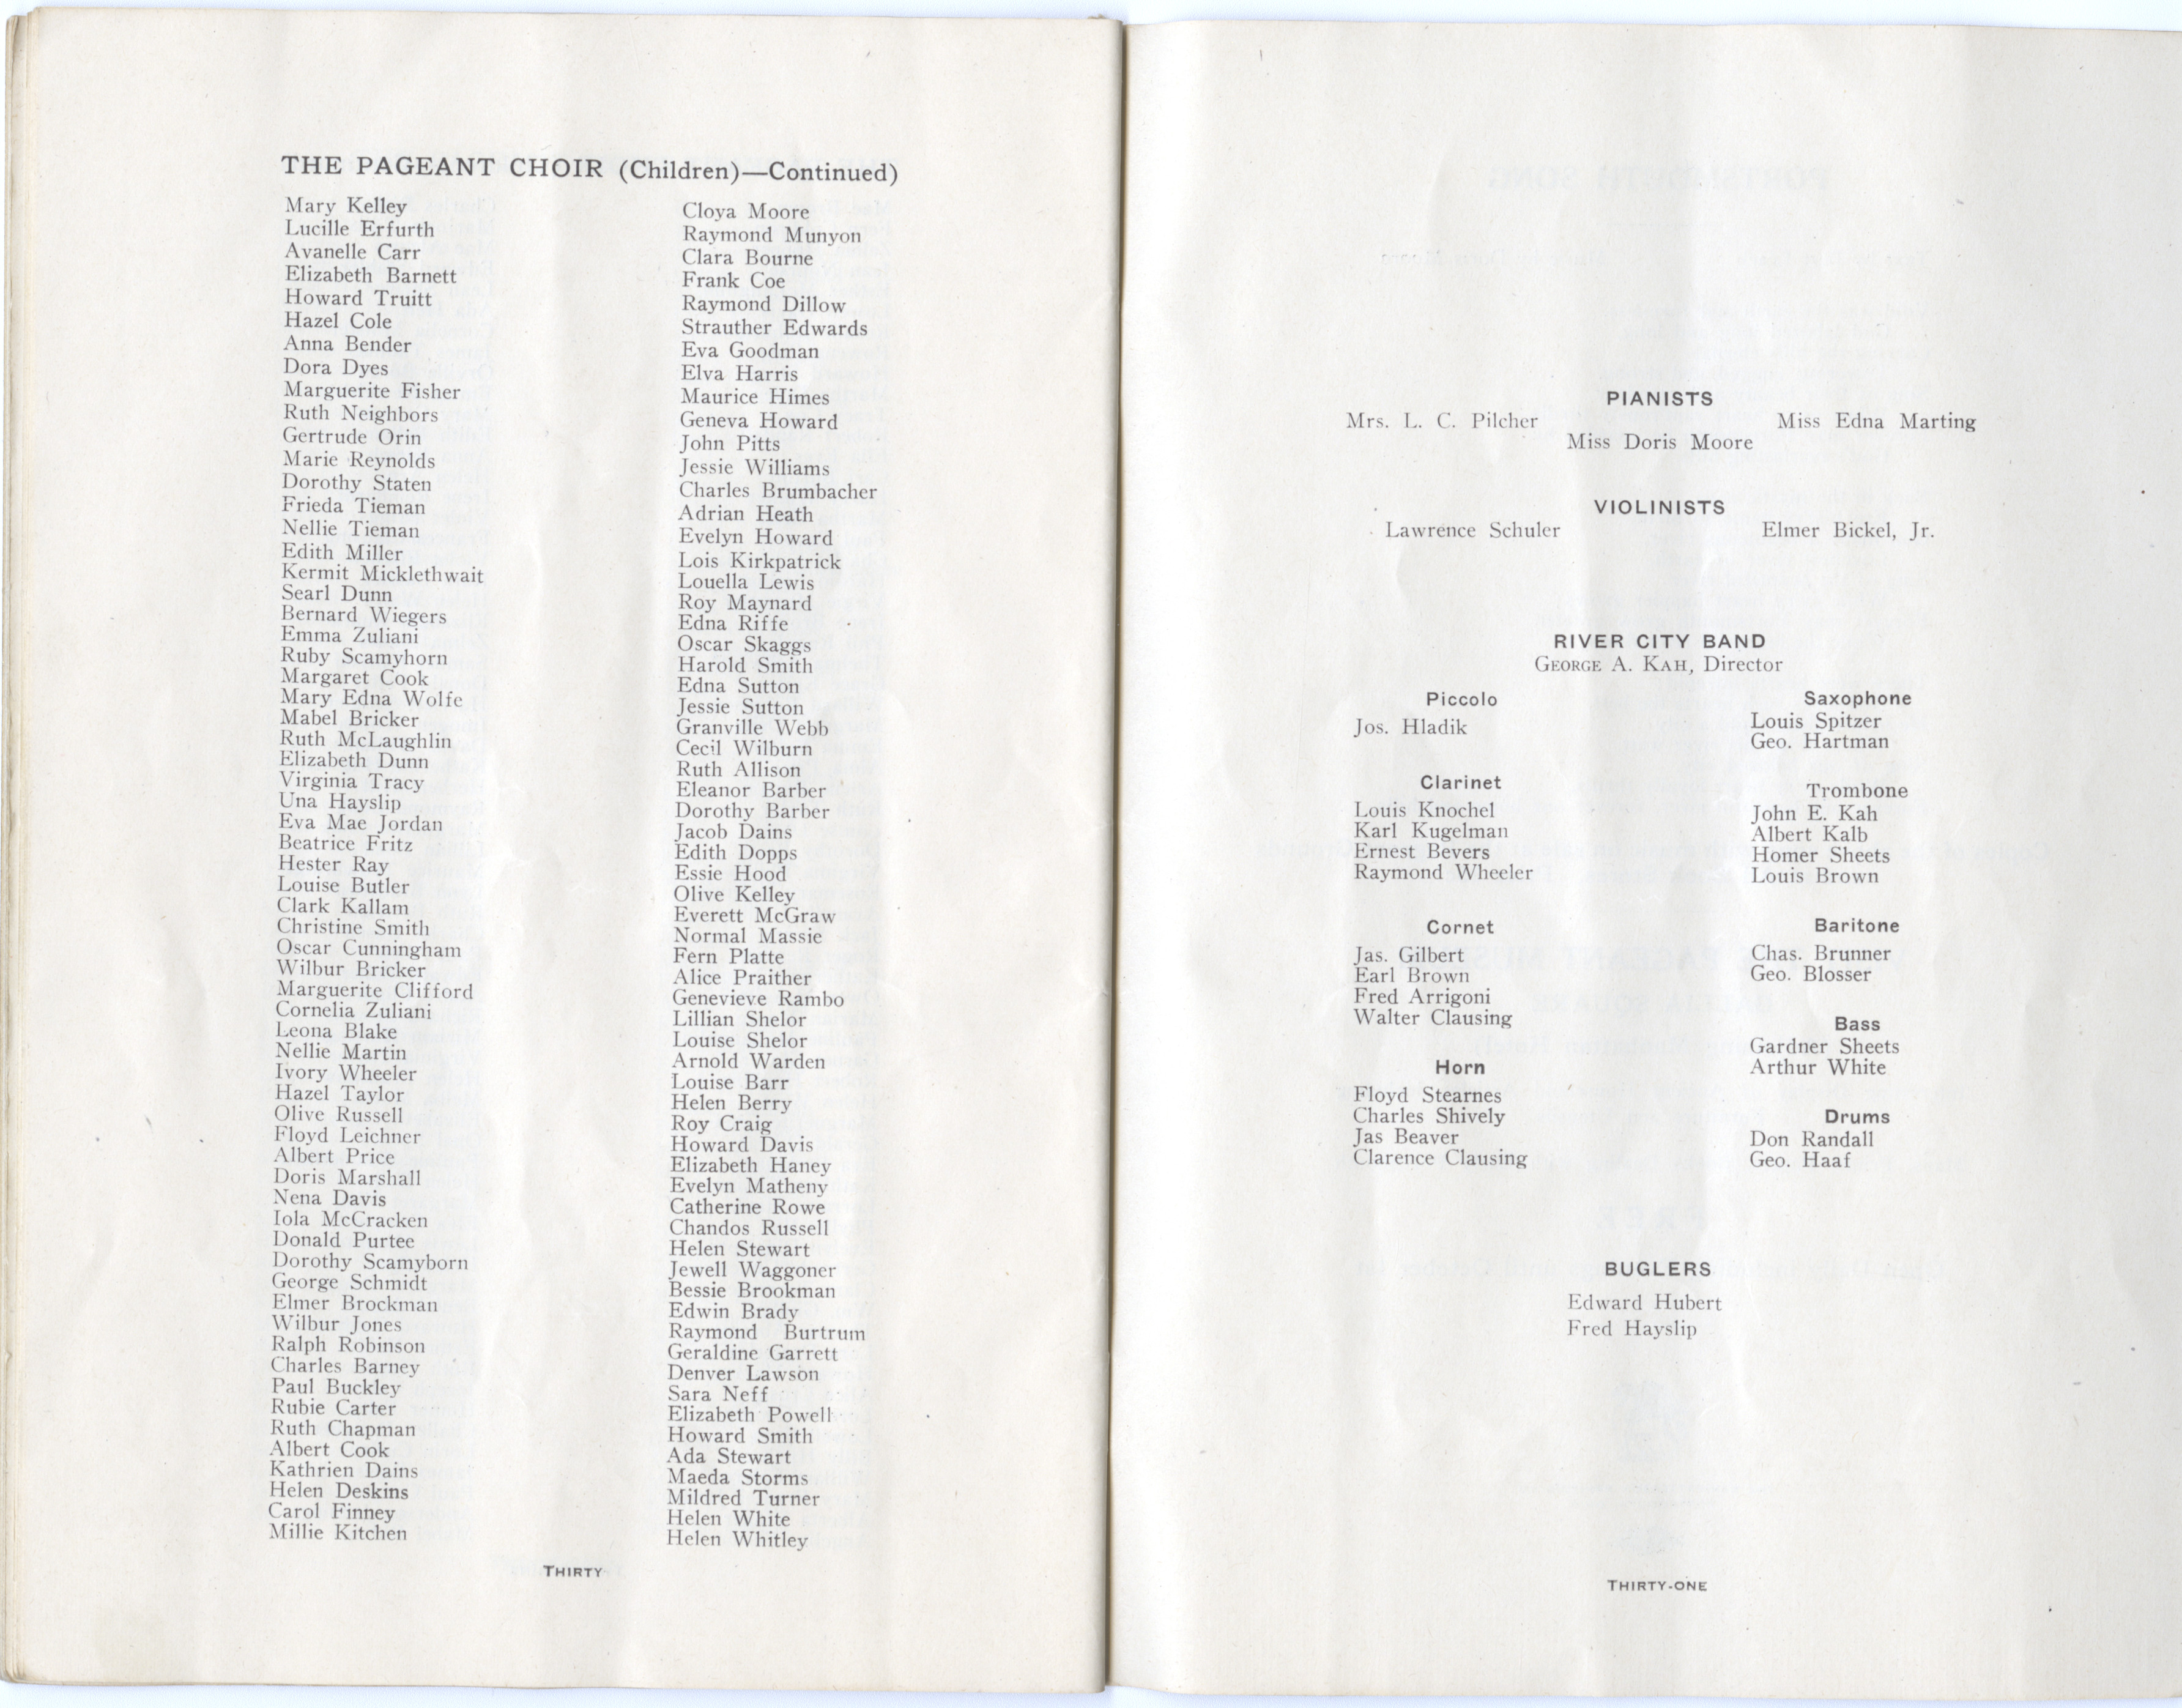 THE PAGEANT CHOIR (Children)—Continued)
Mary Kelley
Lucille Erfurth
Avanelle Carr
Elizabeth Barnett
Howard Truitt
Hazel Cole
Anna Bender
Dora Dyes
Marguerite Fisher
Ruth Neighbors
Gertrude Orin
Marie Reynolds
Dorothy Staten
Frieda Tieman
Nellie Tieman
Edith Miller
Kermit Micklethwait
Searl Dunn
Bernard Wiegers
Emma Zuliani
Ruby Scamyhorn
Margaret Cook
Mary Edna Wolfe
Mabel Bricker
Ruth McLaughlin
Elizabeth Dunn
Virginia Tracy
Una Hayslip
Eva Mae Jordan
Beatrice Fritz
Hester Ray
Louise Butler
Clark Kallam
Christine Smith
Oscar Cunningham
Wilbur Bricker
Marguerite Clifford
Cornelia Zuliani
Leona Blake
Nellie Martin
Ivory Wheeler
Hazel Taylor
Olive Russell
Floyd Leichner
Albert Price
Doris Marshall
Nena Davis
Iola McCracken
Donald Purtee
Dorothy Scamyborn
George Schmidt
Elmer Brockman
Wilbur Jones
Ralph Robinson
Charles Barney
Paul Buckley
Rubie Carter
Ruth Chapman
Albert Cook
Kathrien Dains
Helen Deskins
Carol Finney
Millie Kitchen
Cloya Moore
Raymond Munyon
Clara Bourne
Frank Coe
Raymond Dillow
Strauther Edwards
Eva Goodman
Elva Harris
Maurice Himes
Geneva Howard
John Pitts
Jessie Williams
Charles Brumbacher
Adrian Heath
Evelyn Howard
Lois Kirkpatrick
Louella Lewis
Roy Maynard
Edna Riffe
Oscar Skaggs
Harold Smith
Edna Sutton
Jessie Sutton
Granville Webb
Cecil Wilburn
Ruth Allison
Eleanor Barber
Dorothy Barber
Jacob Dains
Edith Dopps
Essie Hood
Olive Kelley
Everett McGraw
Normal Massie
Fern Platte
Alice Praither
Genevieve Rambo
Lillian Shelor
Louise Shelor
Arnold Warden
Louise Barr
Helen Berry
Roy Craig
Howard Davis
Elizabeth Haney
Evelyn Matheny
Catherine Rowe
Chandos Russell
Helen Stewart
Jewell Waggoner
Bessie Brookman
Edwin Brady
Raymond Burtrum
Geraldine Garrett
Denver Lawson
Sara Neff
Elizabeth Powell
Howard Smith
Ada Stewart
Maeda Storms
Mildred Turner
Helen White
Helen Whitley
THIRTY
PIANISTS
Mrs. L. C. Pilcher Miss Edna Marting
Miss Doris Moore
VIOLINISTS
Lawrence Schuler Elmer Bickel, Jr.
RIVER CITY BAND
GEORGE A. KAH, Director
Piccolo
Jos. Hladik
Clarinet
Louis Knochel
Karl Kugelman
Ernest Bevers
Raymond Wheeler
Cornet
Jas. Gilbert
Earl Brown
Fred Arrigoni
Walter Clausing
Horn
Floyd Stearnes
Charles Shively
Jas Beaver
Clarence Clausing
Saxophone
Louis Spitzer
Geo. Hartman
Trombone
John E. Kah
Albert Kalb
Homer Sheets
Louis Brown
Baritone
Chas. Brunner
Geo. Blosser
Bass
Gardner Sheets
Arthur White
Drums
Don Randall
Geo. Haaf
BUGLERS
Edward Hubert
Fred Hayslip
THIRTY-ONE